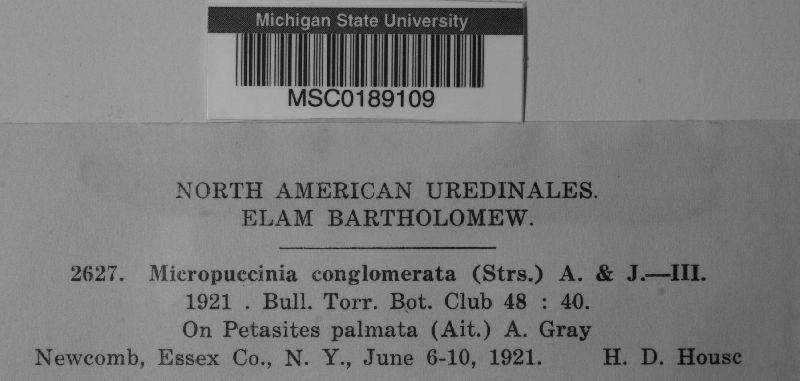 Michigan State University
MSC0189109
NORTH AMERICAN UREDINALES.
ELAM BARTHOLOMEW.
2627. Micropuccinia conglomerata (Strs.) A. & J.—III.
1921 . Bull. Torr. Bot. Club 48 : 40.
On Petasites palmata (Ait.) A. Gray
Newcomb, Essex Co., N. Y., June 6-10, 1921. H. D. House